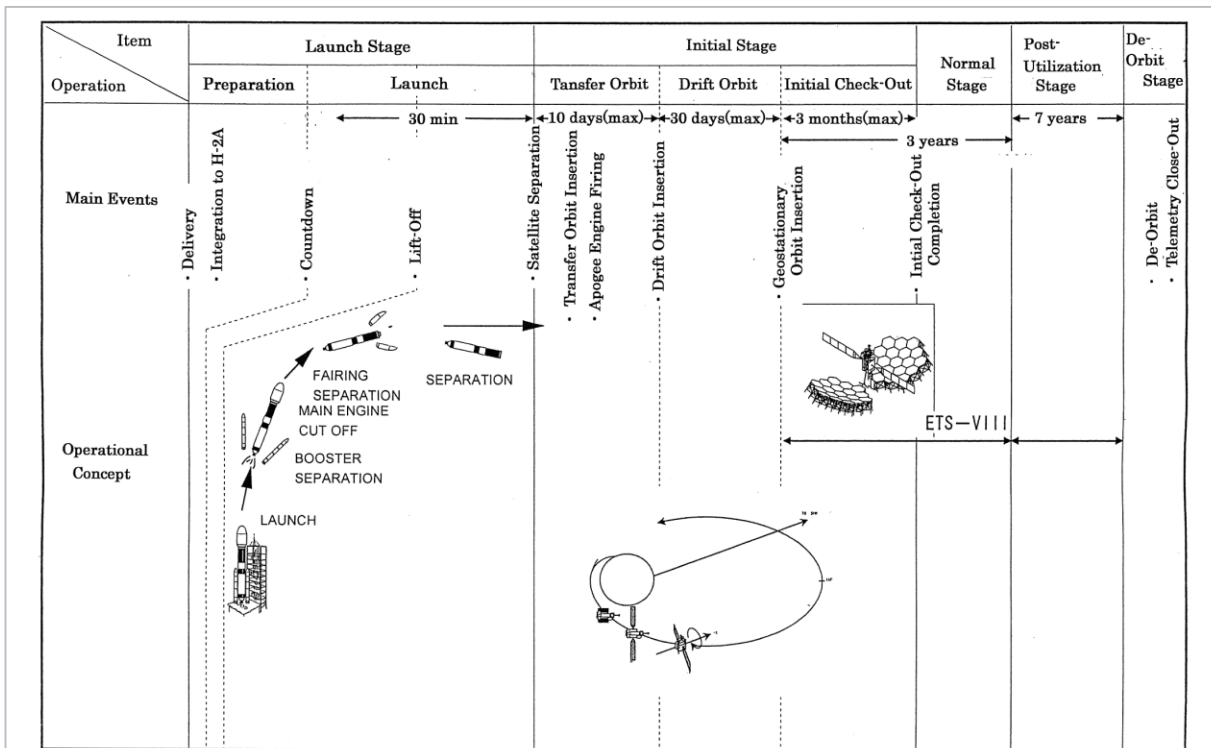 Item
Operation
Launch Stage
Initial Stage
Normal
Stage
Post-
Utilization
Stage
De-
Orbit
Stage
Preparation
Launch
Tansfer Orbit
Drift Orbit
Initial Check-Out
30 min
10 days(max)
30 days(max)
3 months(max)
7 years
3 years
Main Events
• Delivery
• Integration to H-2A
• Countdown
• Lift-Off
• Satellite Separation
• Transfer Orbit Insertion
• Apogee Engine Firing
• Drift Orbit Insertion
• Geostationary
Orbit Insertion
• Intial Check-Out
Completion
• De-Orbit
• Telemetry Close-Out
Operational
Concept
FAIRING
SEPARATION
SEPARATION
MAIN ENGINE
CUT OFF
BOOSTER
SEPARATION
LAUNCH
ETS-VIII